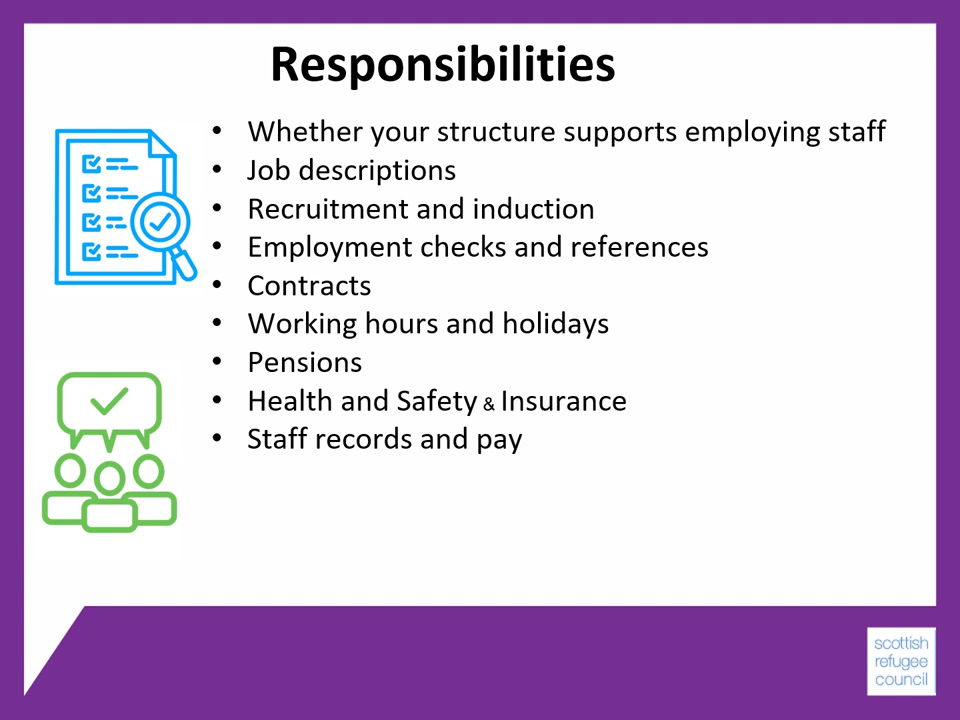 Responsibilities
• Whether your structure supports employing staff
• Job descriptions
• Recruitment and induction
• Employment checks and references
• Contracts
• Working hours and holidays
• Pensions
• Health and Safety & Insurance
• Staff records and pay
scottish
refugee
council